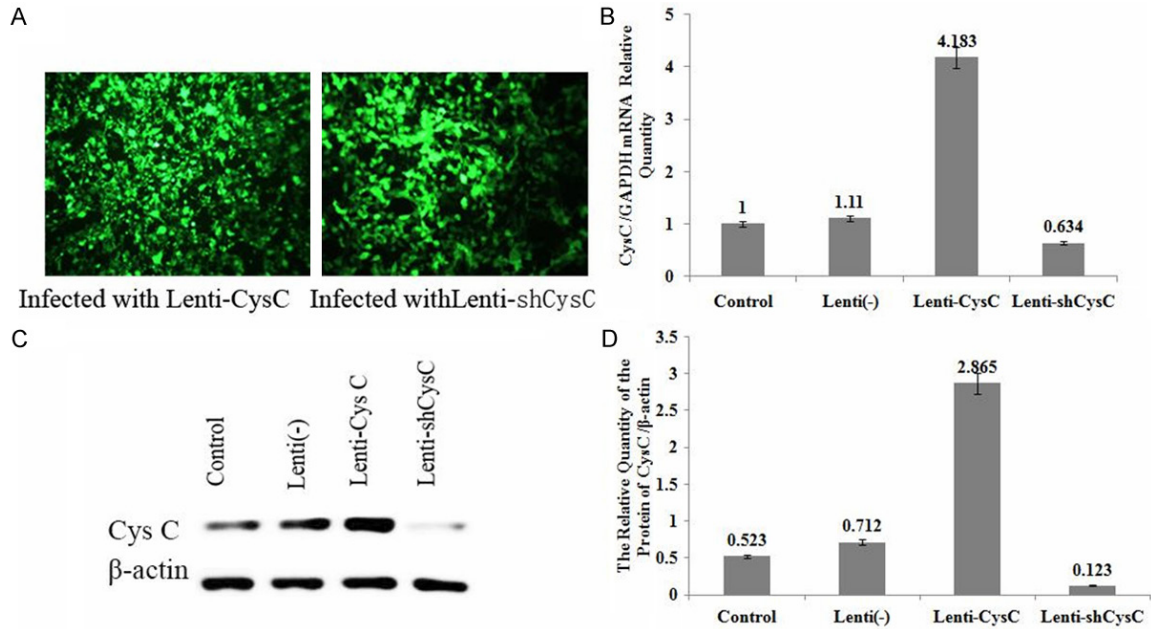 A
Infected with Lenti-CysC
Infected withLenti-shCysC
B
CysC/GAPDH mRNA Relative
Quantity
5
4
3
2
1
0
1
1.11
4.183
0.634
Control
Lenti(-)
Lenti-CysC
Lenti-shCysC
C
Control
Lenti(-)
Lenti-Cys C
Lenti-shCysC
Cys C
β-actin
D
The Relative Quantity of the
Protein of CysC/β-actin
3.5
3
2.5
2
1.5
1
0.5
0
0.523
0.712
2.865
0.123
Control
Lenti(-)
Lenti-CysC
Lenti-shCysC